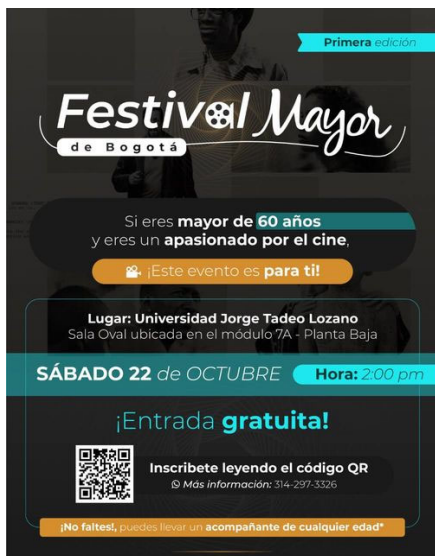 Primera edición
Festival Mayor
de Bogotá
Si eres mayor de 60 años
y eres un apasionado por el cine,
¡Este evento es para ti!
Lugar: Universidad Jorge Tadeo Lozano
Sala Oval ubicada en el módulo 7A - Planta Baja
SÁBADO 22 de OCTUBRE Hora: 2:00 pm
¡Entrada gratuita!
Inscribete leyendo el código QR
Más información: 314-297-3326
¡No faltes!, puedes llevar un acompañante de cualquier edad*